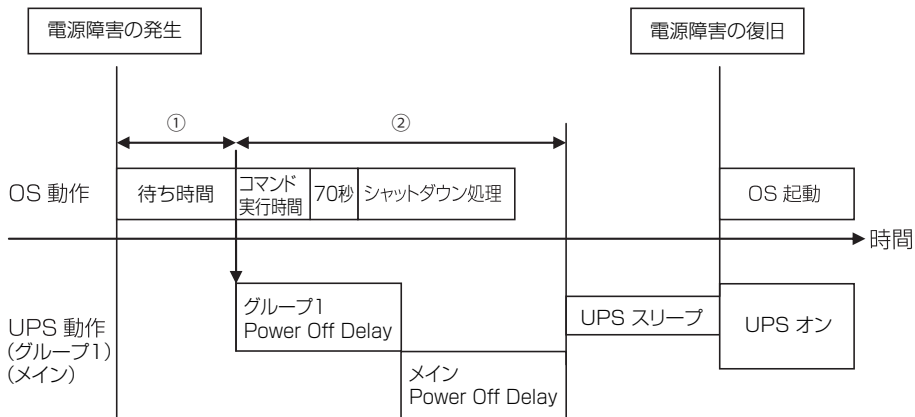 電源障害の発生
電源障害の復旧
①
②
OS 動作
待ち時間
コマンド
実行時間
70秒
シャットダウン処理
OS 起動
時間
UPS 動作
(グループ1)
(メイン)
グループ1
Power Off Delay
メイン
Power Off Delay
UPS スリープ
UPS オン